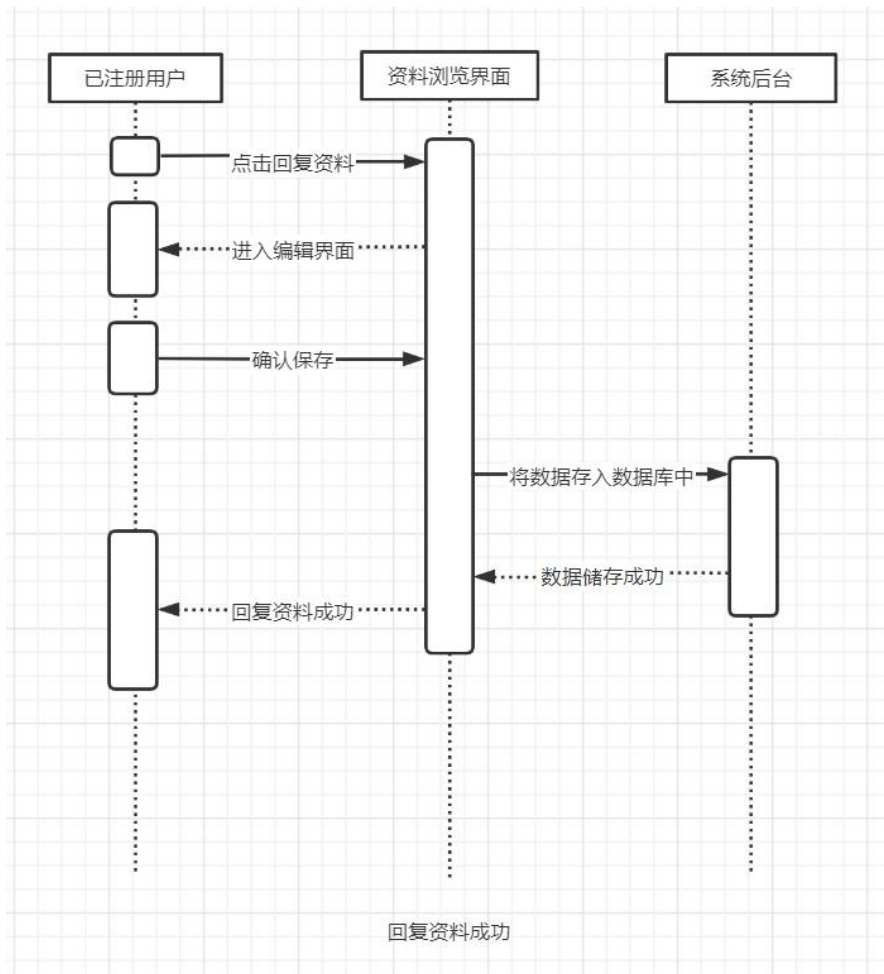 已注册用户
资料浏览界面
系统后台
点击回复资料
进入编辑界面
确认保存
将数据存入数据库中
数据储存成功
回复资料成功
回复资料成功